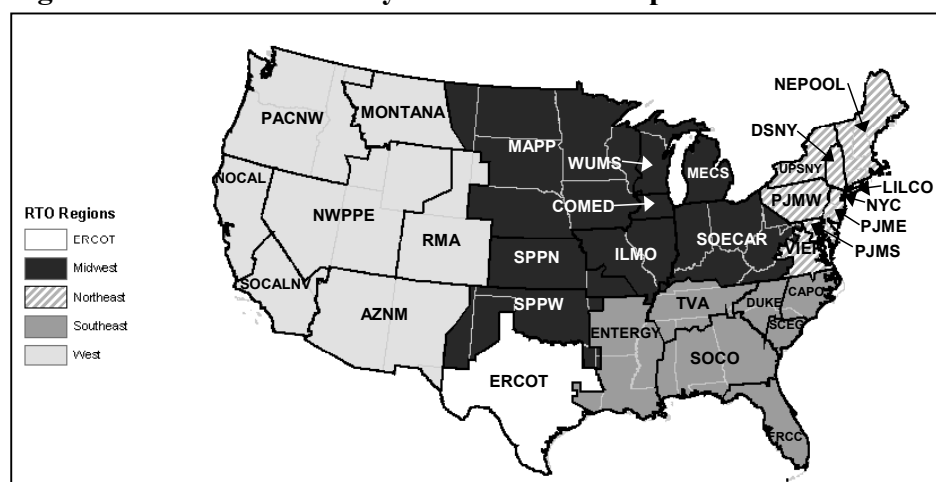 NEPOOL
MONTANA
PACNW
DSNY
MAPP
WUMS
UPSNY
MECS
NOCAL
LILCO
COMED
PJMW
NYC
RTO Regions
NWPPE
PJME
ERCOT
RMA
ILMO
SOECAR
PJMS
VIEP
SPPN
Midwest
SOCALNV
CAPO
Northeast
AZNM
SPPW
TVA
DUKE
Southeast
ENTERGY
SCEG
West
SOCO
ERCOT
FRCC